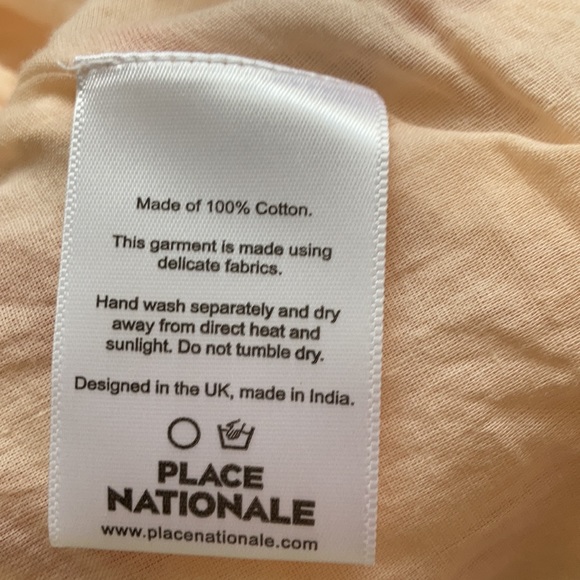 Made of 100% Cotton.
This garment is made using
delicate fabrics.
Hand wash separately and dry
away from direct heat and
sunlight. Do not tumble dry.
Designed in the UK, made in India.
PLACE
NATIONALE
www.placenationale.com